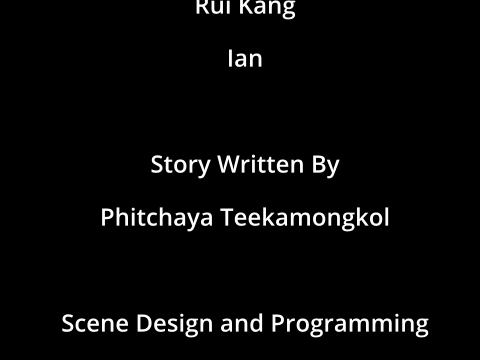 Rui Kang
Ian
Story Written By
Phitchaya Teekamongkol
Scene Design and Programming